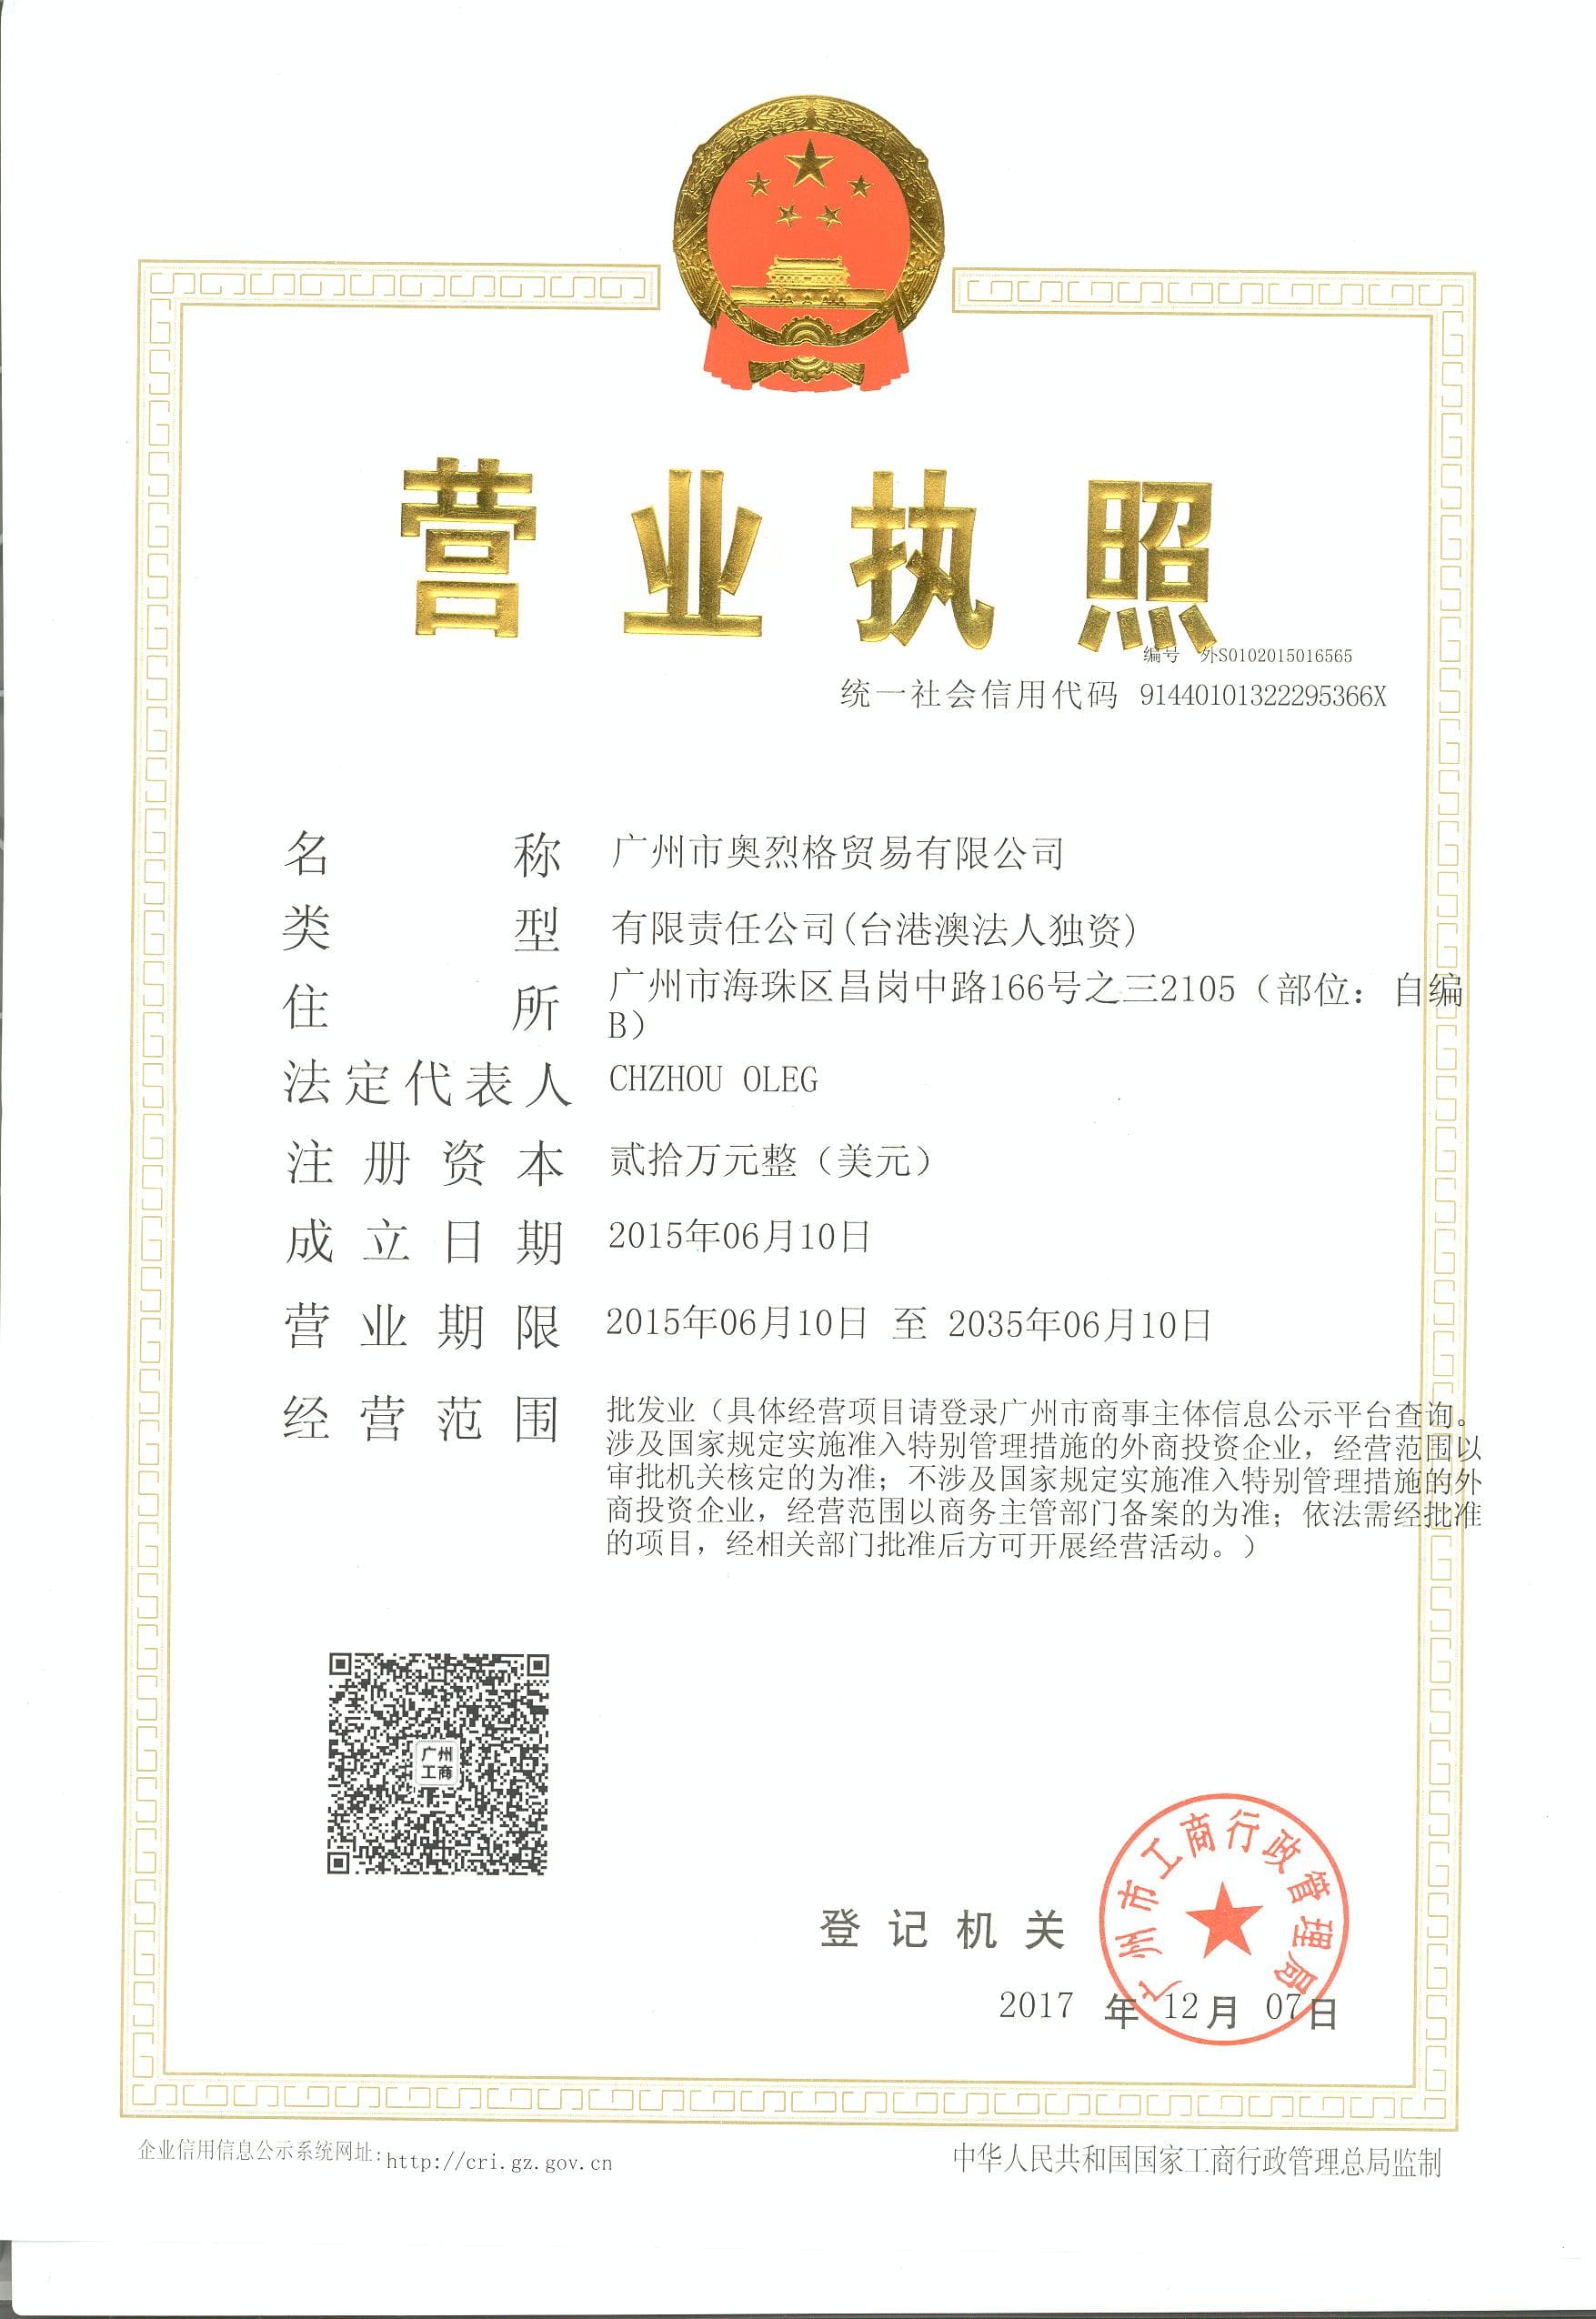 营业执照
编号 外S0102015016565
统一社会信用代码 91440101322295366X
名称 广州市奥烈格贸易有限公司
类型 有限责任公司(台港澳法人独资)
住所 广州市海珠区昌岗中路166号之三2105（部位：自编
B）
法定代表人 CHZHOU OLEG
注册资本 贰拾万元整（美元）
成立日期 2015年06月10日
营业期限 2015年06月10日 至 2035年06月10日
经营范围 批发业（具体经营项目请登录广州市商事主体信息公示平台查询。
涉及国家规定实施准入特别管理措施的外商投资企业，经营范围以
审批机关核定的为准；不涉及国家规定实施准入特别管理措施的外
商投资企业，经营范围以商务主管部门备案的为准；依法需经批准
的项目，经相关部门批准后方可开展经营活动。）
广州
工商
广州市工商行政管理局
登记机关
2017 年 12 月 07 日
企业信用信息公示系统网址: http://cri.gz.gov.cn
中华人民共和国国家工商行政管理总局监制